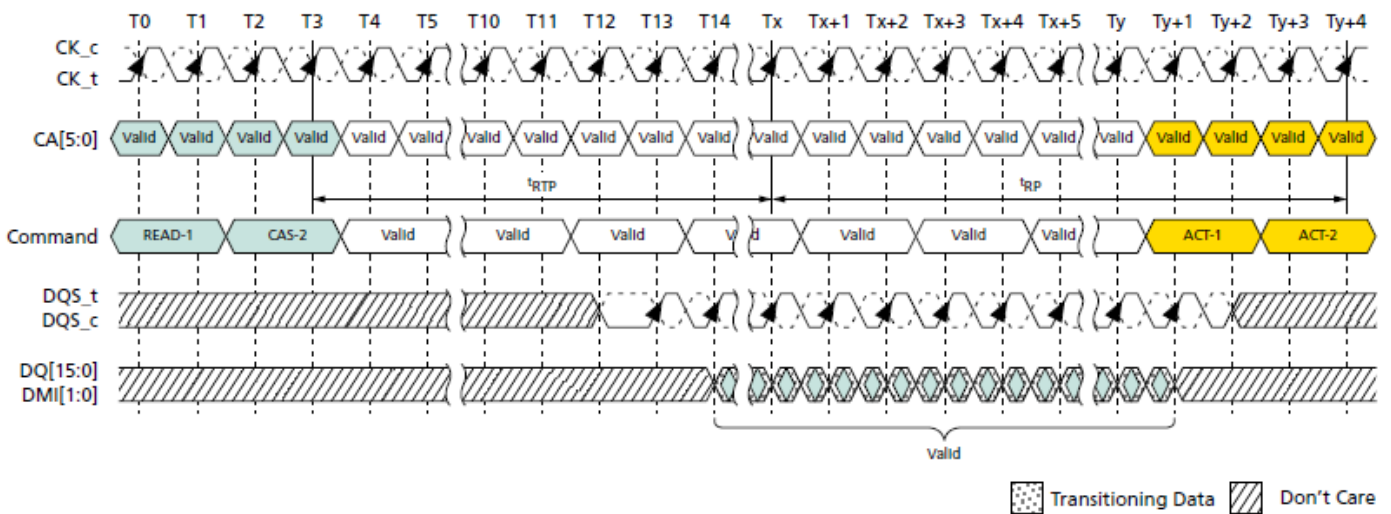 T0 T1 T2 T3 T4 T5 T10 T11 T12 T13 T14 Tx Tx+1 Tx+2 Tx+3 Tx+4 Tx+5 Ty Ty+1 Ty+2 Ty+3 Ty+4
CK_c
CK_t
CA[5:0] Valid Valid Valid Valid Valid Valid Valid Valid Valid Valid Valid Valid Valid Valid Valid Valid Valid Valid Valid Valid Valid Valid
tRTP tRP
Command READ-1 CAS-2 Valid Valid Valid Valid Valid Valid Valid ACT-1 ACT-2
DQS_t
DQS_c
DQ[15:0]
DMI[1:0]
Valid
Transitioning Data Don't Care